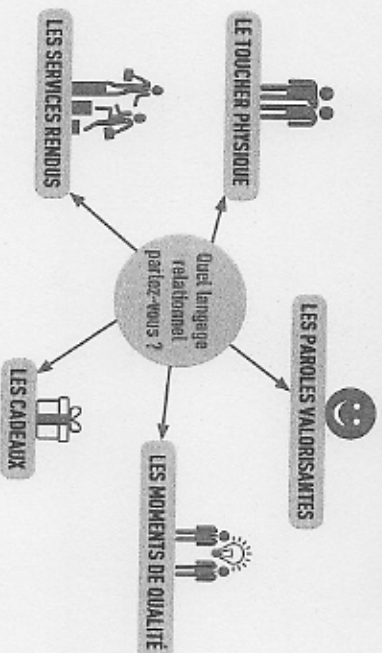 LES PAROLES VALORISANTES
LE TOUCHER PHYSIQUE
Quel langage
relationnel
parlez-vous ?
LES MOMENTS DE QUALITÉ
LES SERVICES RENDUS
LES CADEAUX